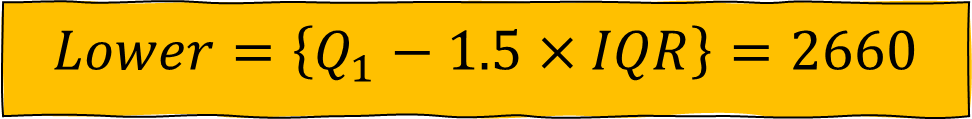 Lower = {Q₁ − 1.5 × IQR} = 2660